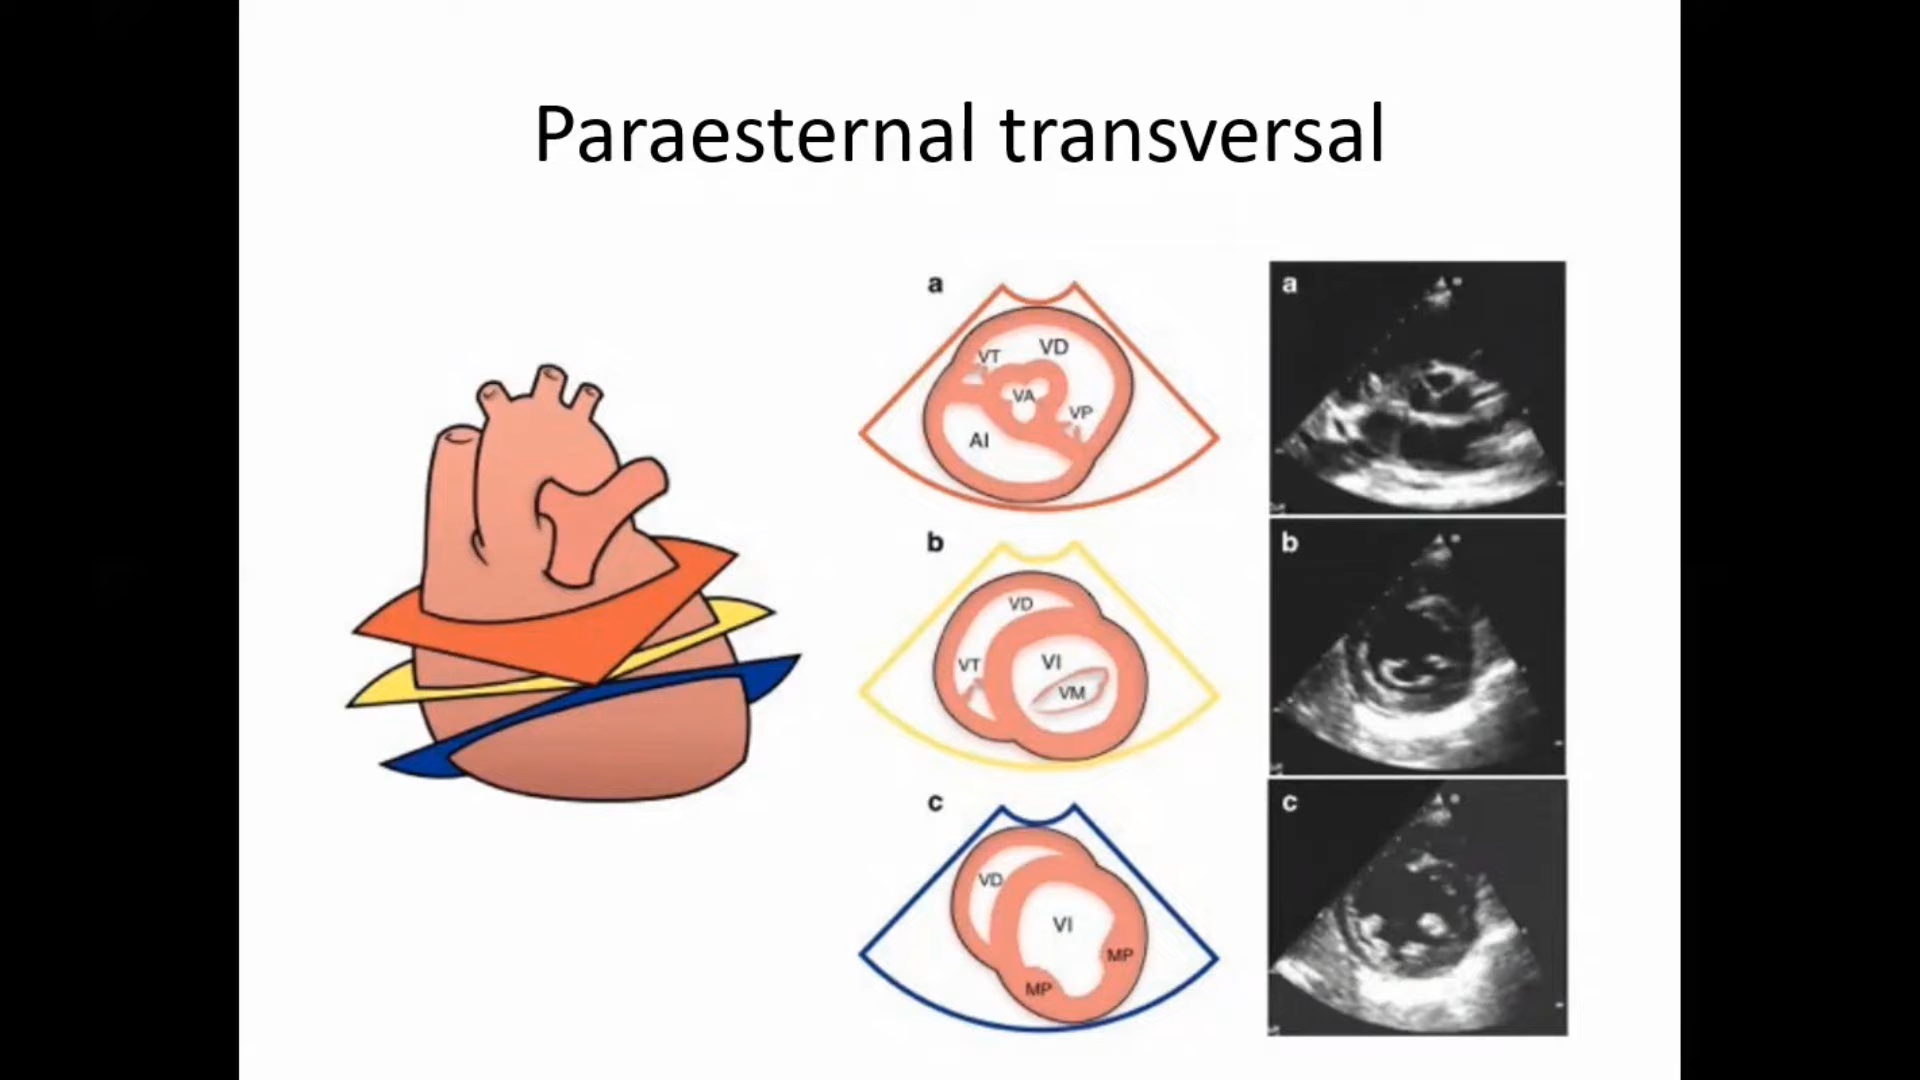 Paraesternal transversal
a
VT
VD
VA
VP
AI
a
b
VD
VT
VI
VM
b
c
VD
VI
MP
MP
c